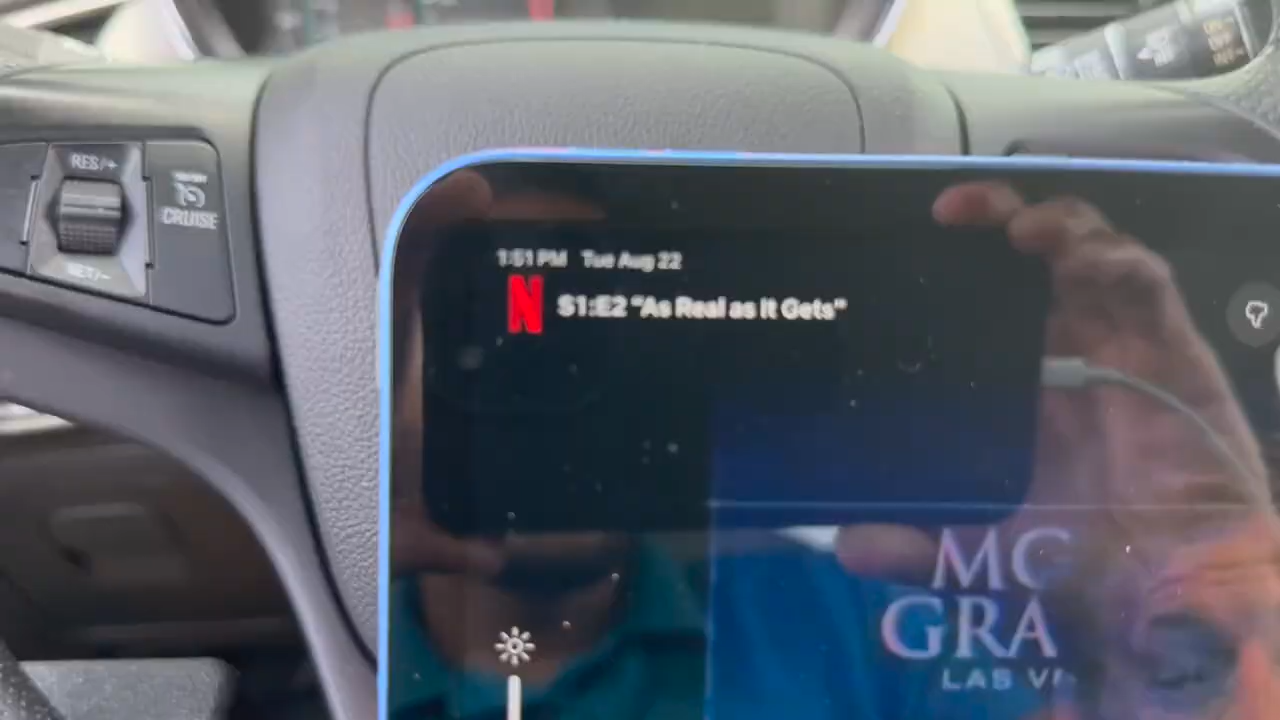 RES/+
CRUISE
SET/-
1:51 PM Tue Aug 22
N S1:E2 "As Real as It Gets"
MG
GRA
LAS V